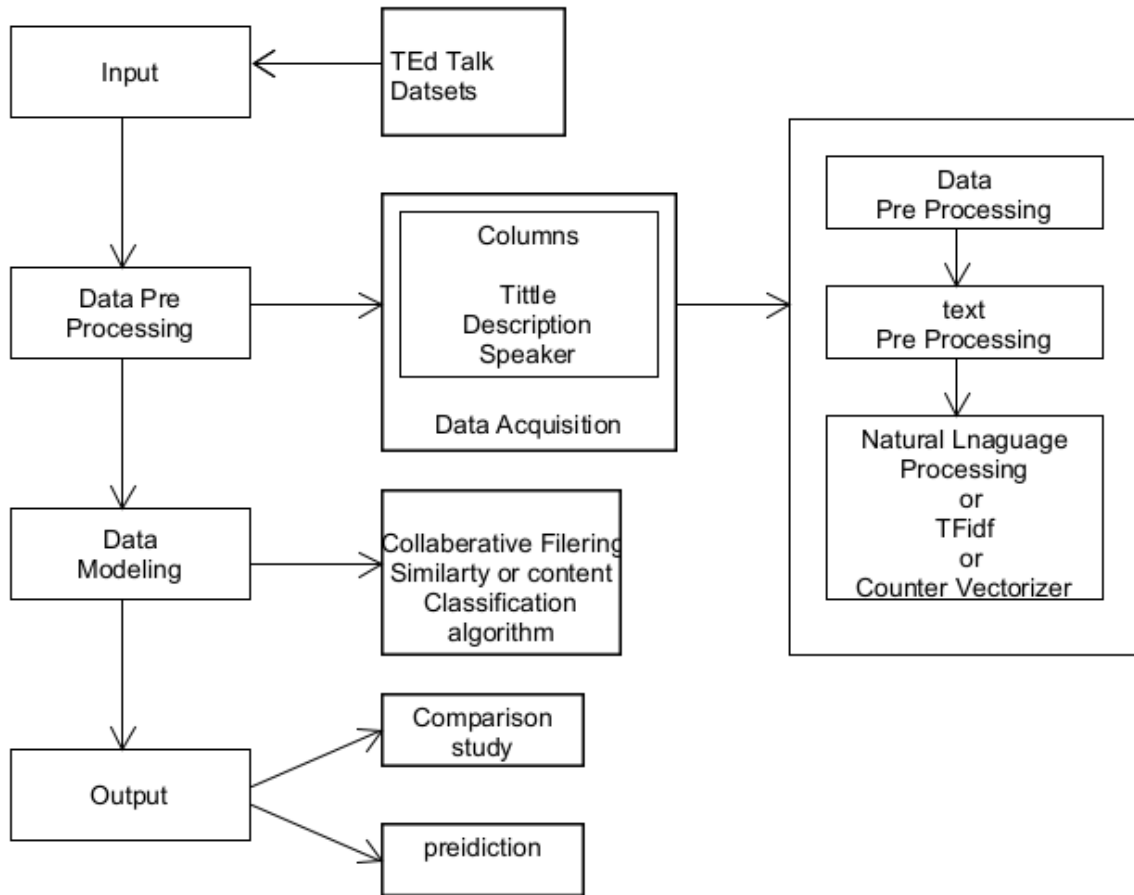 Input
TEd Talk
Datsets
Data Pre
Processing
Columns
Tittle
Description
Speaker
Data Acquisition
Data
Pre Processing
text
Pre Processing
Natural Lnaguage
Processing
or
TFidf
or
Counter Vectorizer
Data
Modeling
Collaberative Filering
Similarty or content
Classification
algorithm
Output
Comparison
study
preidiction